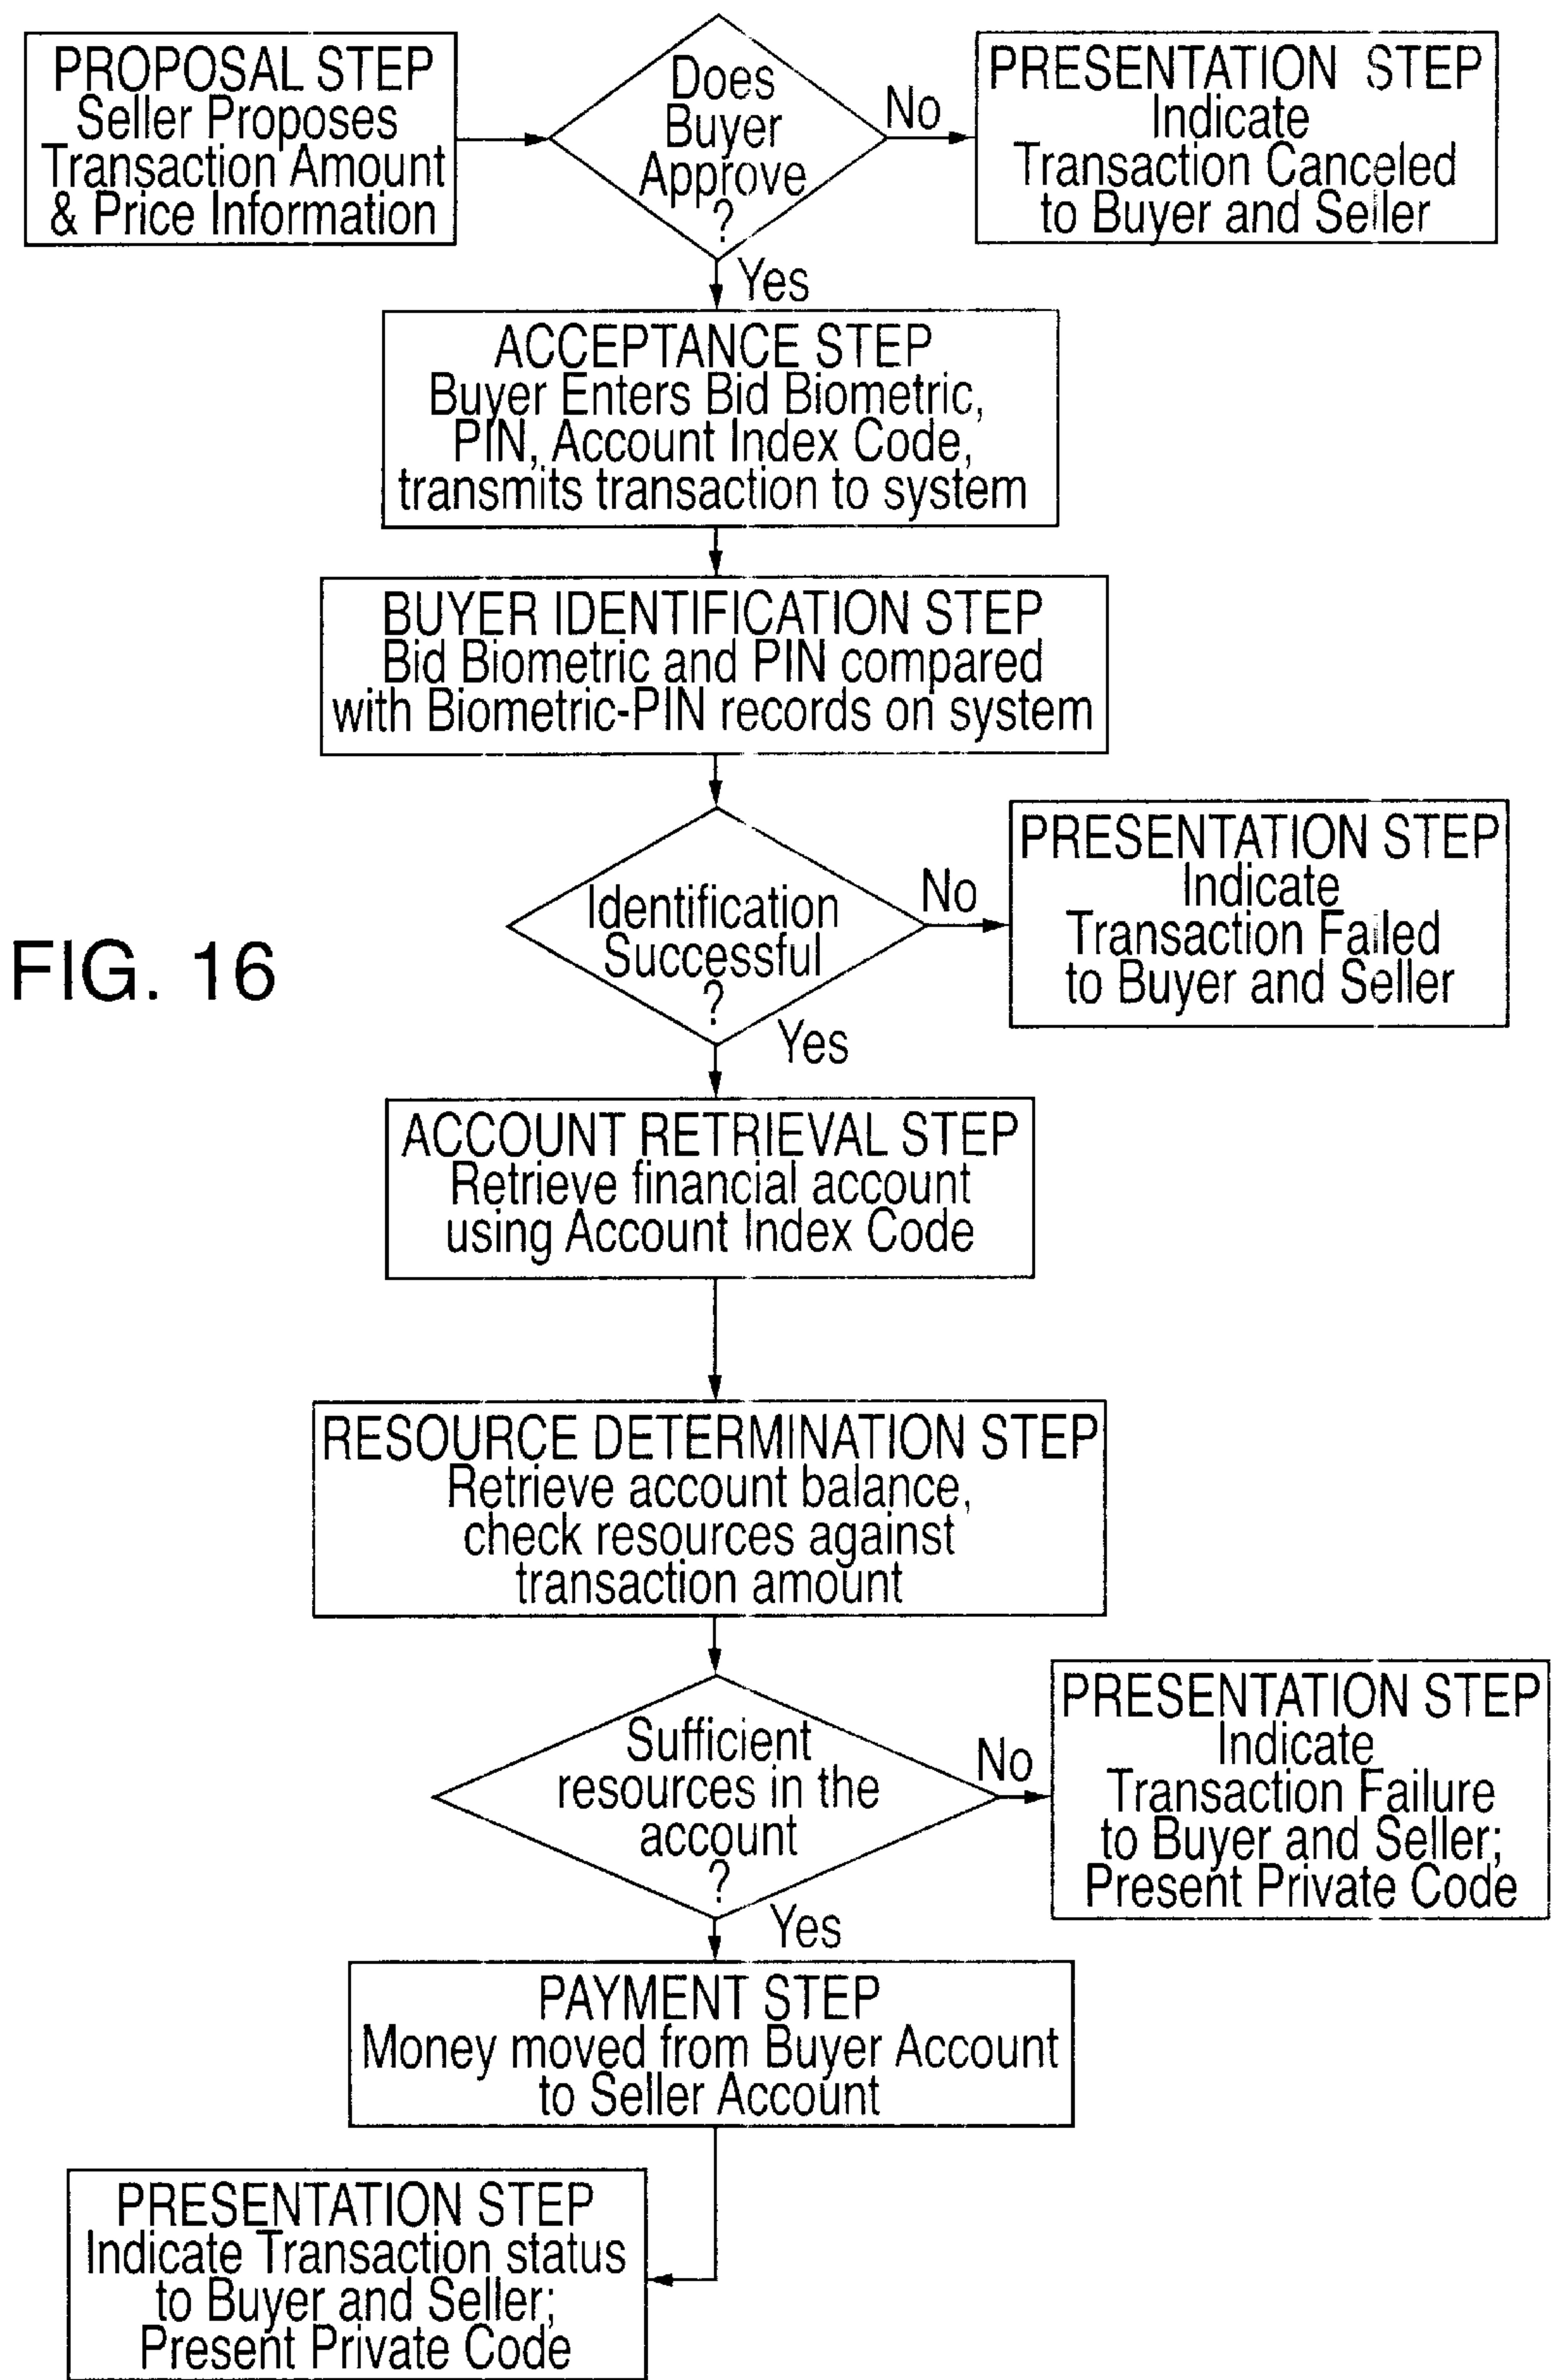 PROPOSAL STEP
Seller Proposes
Transaction Amount
& Price Information
Does
Buyer
Approve
?
No
PRESENTATION STEP
Indicate
Transaction Canceled
to Buyer and Seller
Yes
ACCEPTANCE STEP
Buyer Enters Bid Biometric,
PIN, Account Index Code,
transmits transaction to system
BUYER IDENTIFICATION STEP
Bid Biometric and PIN compared
with Biometric-PIN records on system
Identification
Successful
?
No
PRESENTATION STEP
Indicate
Transaction Failed
to Buyer and Seller
FIG. 16
Yes
ACCOUNT RETRIEVAL STEP
Retrieve financial account
using Account Index Code
RESOURCE DETERMINATION STEP
Retrieve account balance,
check resources against
transaction amount
Sufficient
resources in the
account
?
No
PRESENTATION STEP
Indicate
Transaction Failure
to Buyer and Seller;
Present Private Code
Yes
PAYMENT STEP
Money moved from Buyer Account
to Seller Account
PRESENTATION STEP
Indicate Transaction status
to Buyer and Seller;
Present Private Code